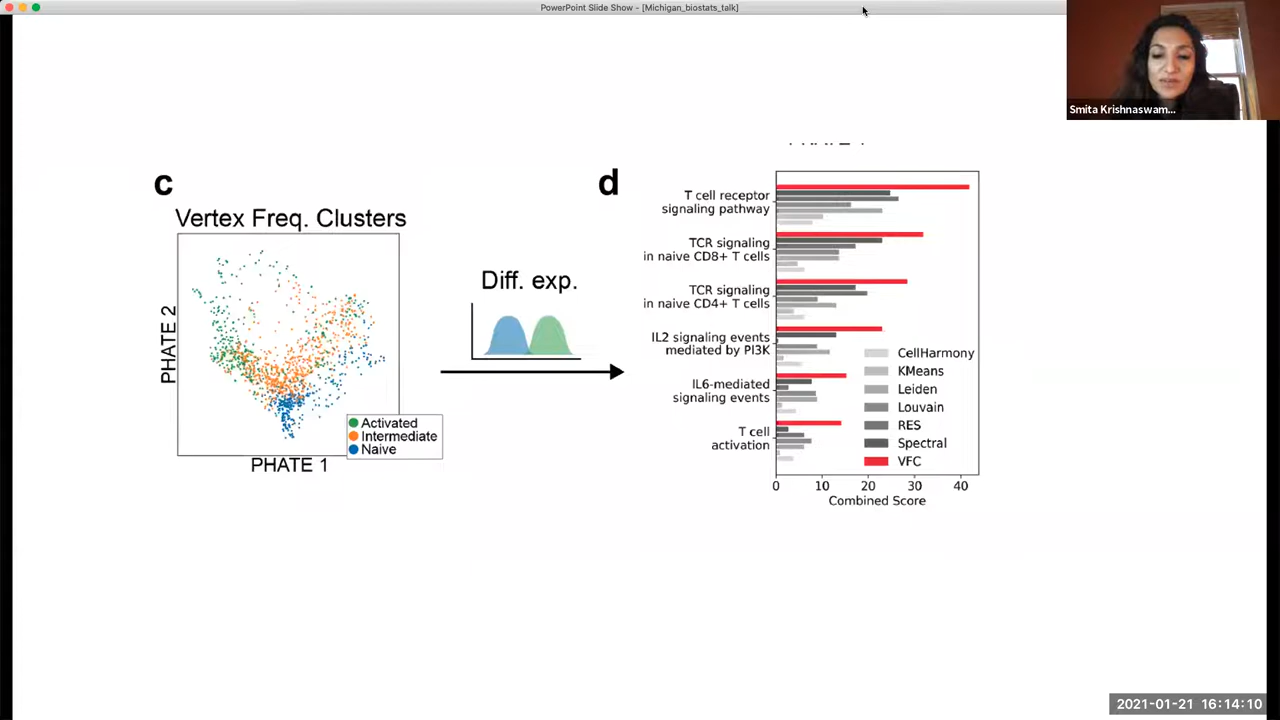 PowerPoint Slide Show - [Michigan_biostats_talk]
Smita Krishnaswam...
c
Vertex Freq. Clusters
PHATE 2
PHATE 1
Activated
Intermediate
Naive
Diff. exp.
d
T cell receptor
signaling pathway
TCR signaling
in naive CD8+ T cells
TCR signaling
in naive CD4+ T cells
IL2 signaling events
mediated by PI3K
IL6-mediated
signaling events
T cell
activation
CellHarmony
KMeans
Leiden
Louvain
RES
Spectral
VFC
0 10 20 30 40
Combined Score
2021-01-21 16:14:10